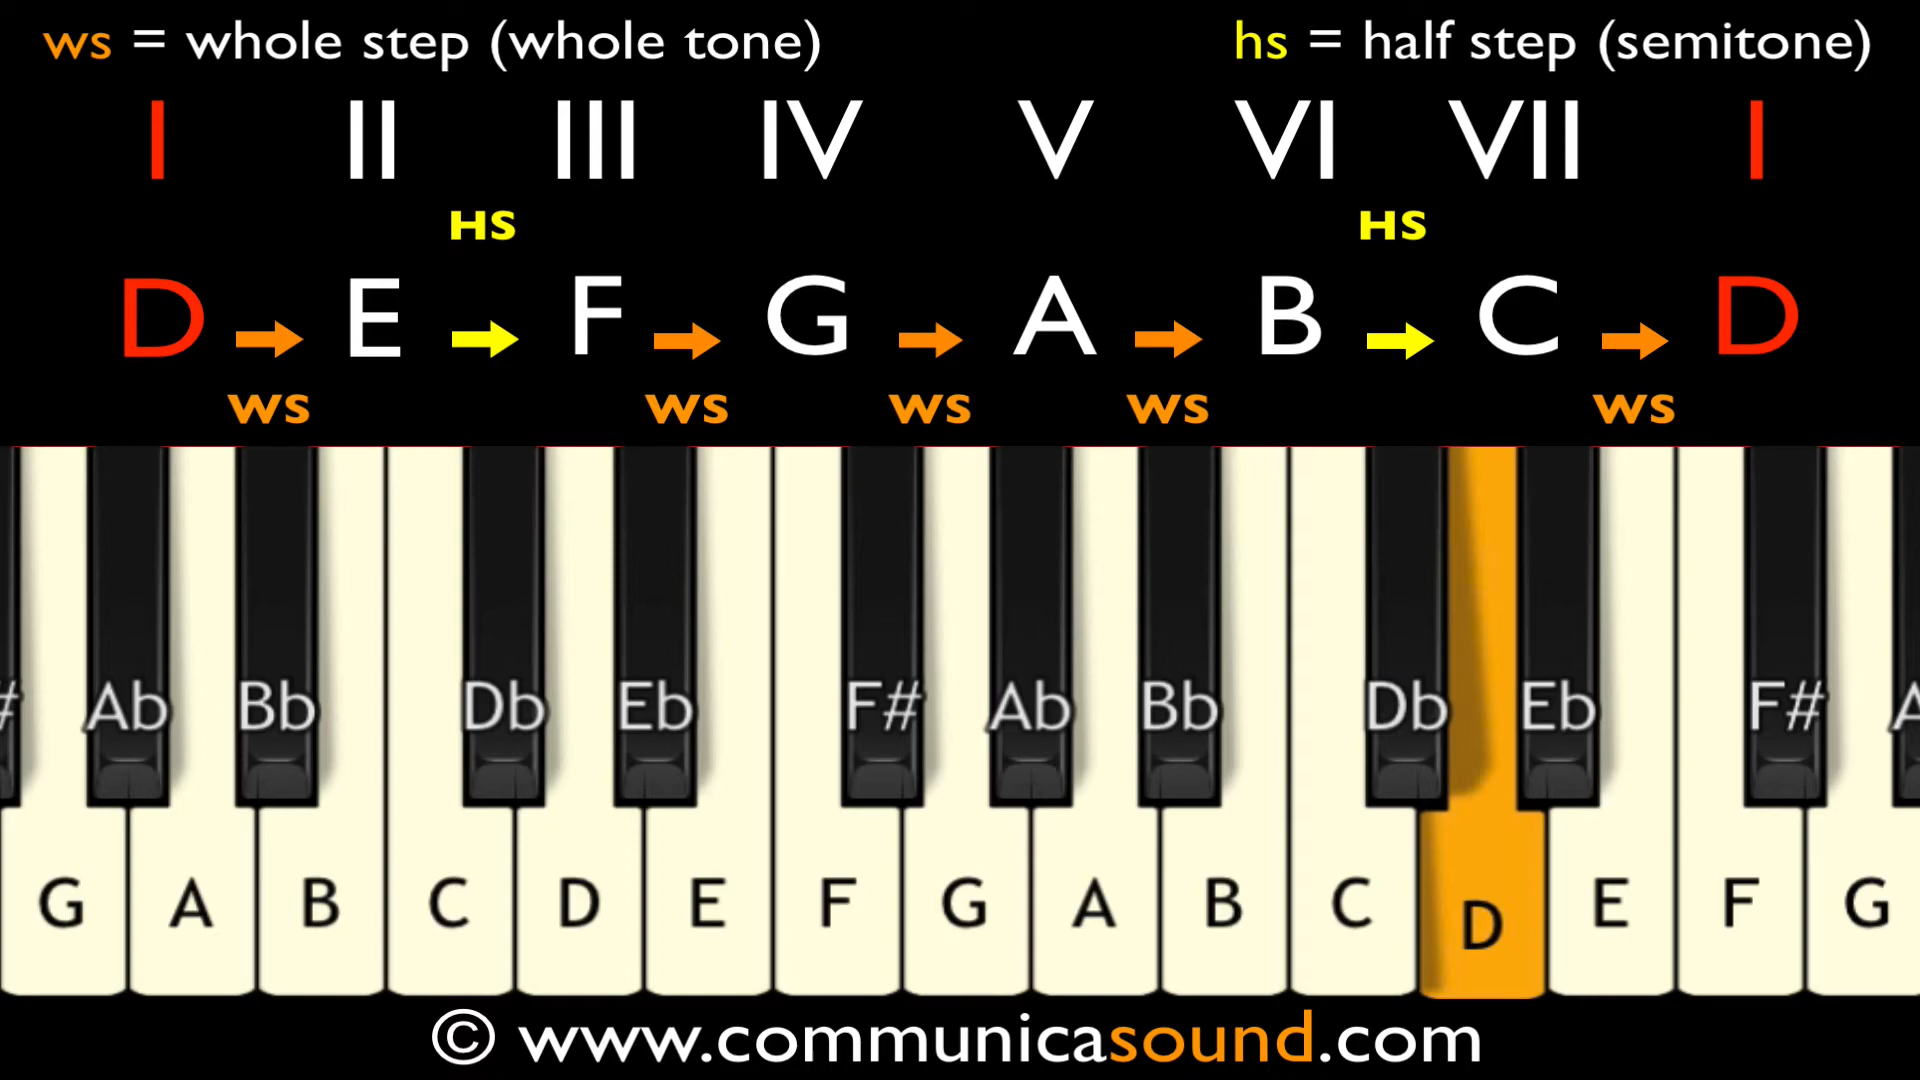 ws = whole step (whole tone) hs = half step (semitone)
I II III IV V VI VII I
HS HS
D E F G A B C D
ws ws ws ws ws
# Ab Bb Db Eb F# Ab Bb Db Eb F# A
G A B C D E F G A B C D E F G
© www.communicasound.com